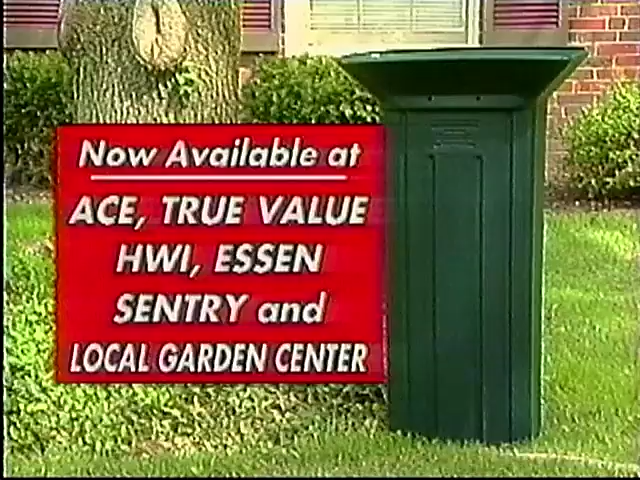 Now Available at
ACE, TRUE VALUE
HWI, ESSEN
SENTRY and
LOCAL GARDEN CENTER